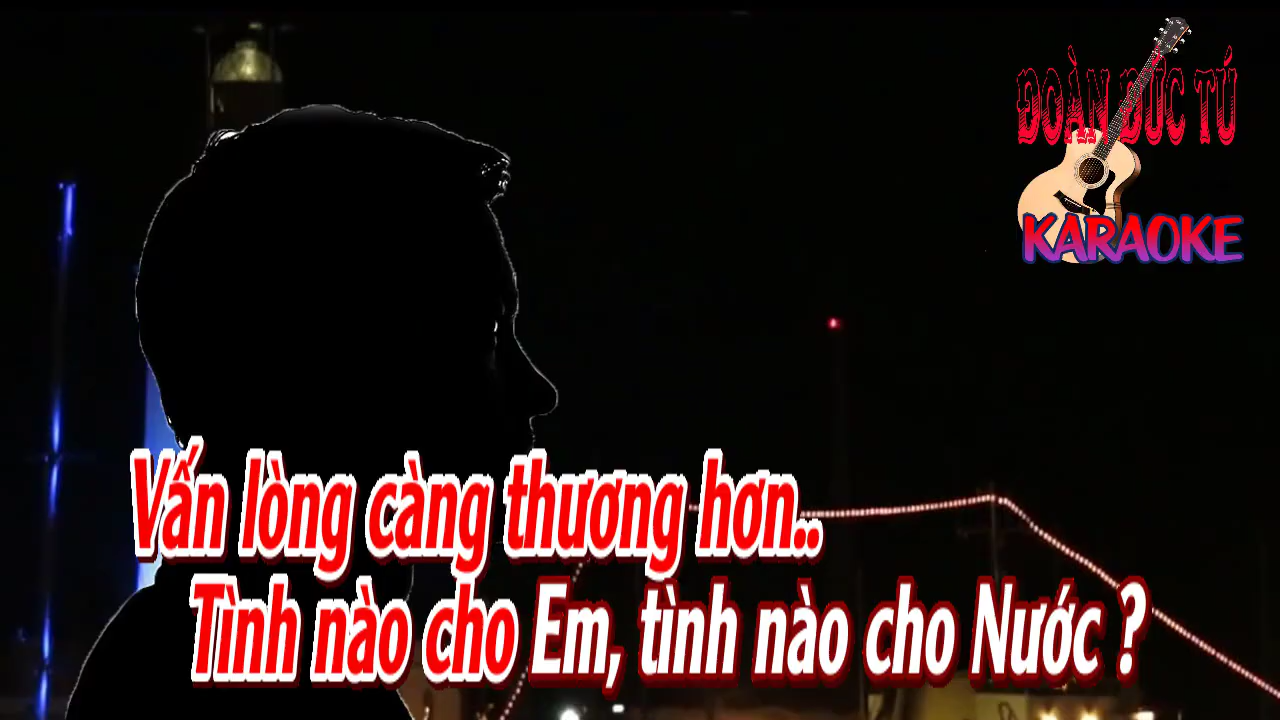 ĐOÀN ĐỨC TÚ
KARAOKE
Vấn lòng càng thương hơn..
Tình nào cho Em, tình nào cho Nước ?